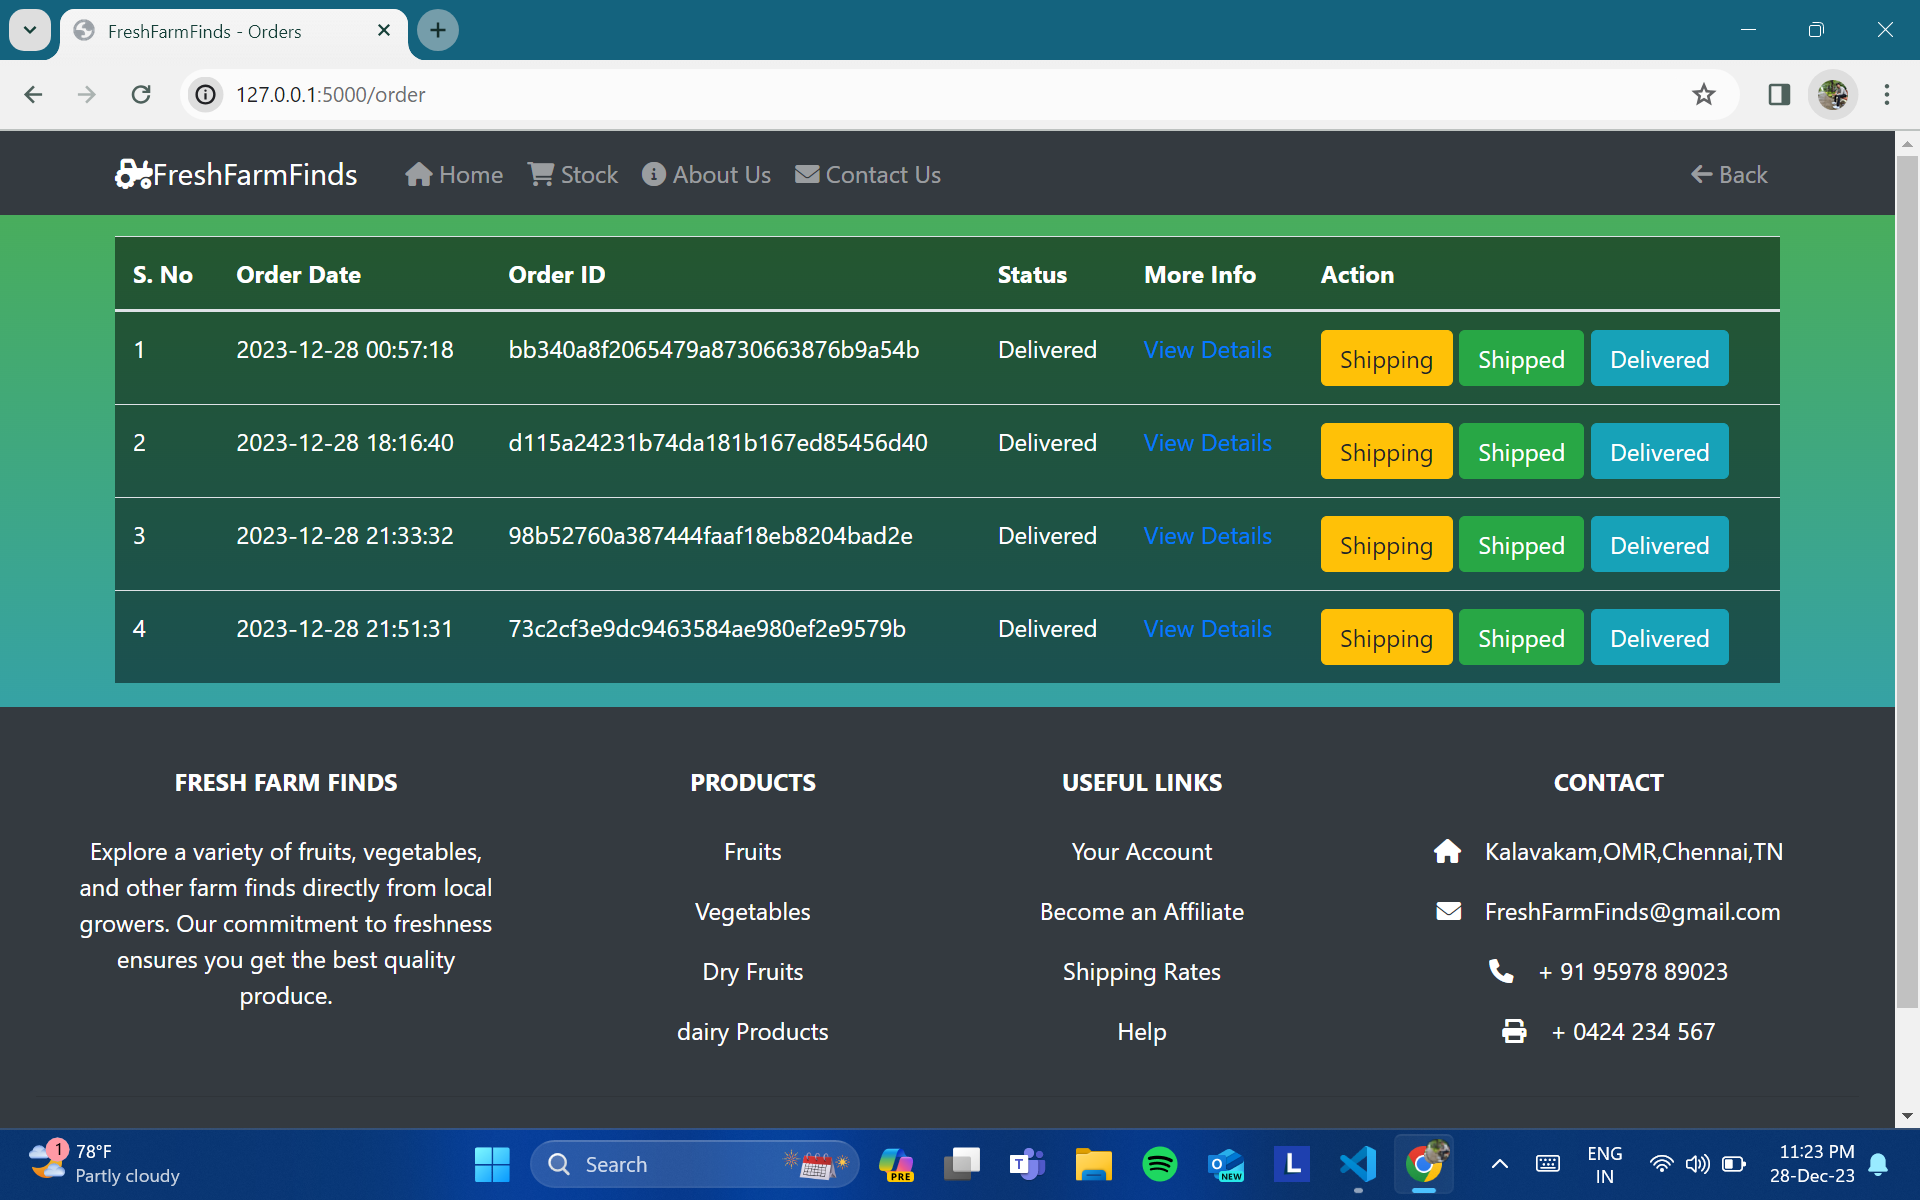 FreshFarmFinds - Orders
127.0.0.1:5000/order
FreshFarmFinds Home Stock About Us Contact Us Back
S. No Order Date Order ID Status More Info Action
1 2023-12-28 00:57:18 bb340a8f2065479a8730663876b9a54b Delivered View Details Shipping Shipped Delivered
2 2023-12-28 18:16:40 d115a24231b74da181b167ed85456d40 Delivered View Details Shipping Shipped Delivered
3 2023-12-28 21:33:32 98b52760a387444faaf18eb8204bad2e Delivered View Details Shipping Shipped Delivered
4 2023-12-28 21:51:31 73c2cf3e9dc9463584ae980ef2e9579b Delivered View Details Shipping Shipped Delivered
FRESH FARM FINDS
Explore a variety of fruits, vegetables,
and other farm finds directly from local
growers. Our commitment to freshness
ensures you get the best quality
produce.
PRODUCTS
Fruits
Vegetables
Dry Fruits
dairy Products
USEFUL LINKS
Your Account
Become an Affiliate
Shipping Rates
Help
CONTACT
Kalavakam,OMR,Chennai,TN
FreshFarmFinds@gmail.com
+ 91 95978 89023
+ 0424 234 567
1
78°F
Partly cloudy
Search
PRE
T
O
NEW
L
ENG
IN
11:23 PM
28-Dec-23